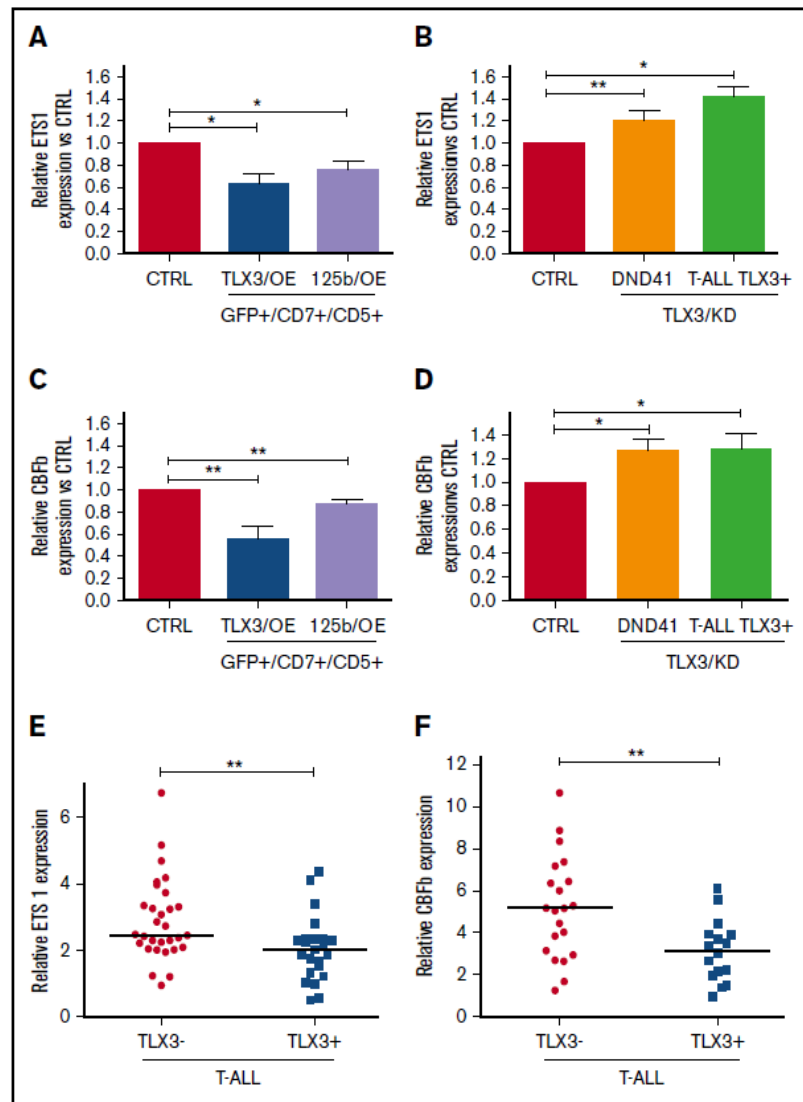 A
Relative ETS1
expression vs CTRL
1.6
1.4
1.2
1.0
0.8
0.6
0.4
0.2
0.0
*
*
CTRL
TLX3/OE
125b/OE
GFP+/CD7+/CD5+
B
Relative ETS1
expressionvs CTRL
1.6
1.4
1.2
1.0
0.8
0.6
0.4
0.2
0.0
*
**
CTRL
DND41
T-ALL TLX3+
TLX3/KD
C
Relative CBFb
expression vs CTRL
1.6
1.4
1.2
1.0
0.8
0.6
0.4
0.2
0.0
**
**
CTRL
TLX3/OE
125b/OE
GFP+/CD7+/CD5+
D
Relative CBFb
expressionvs CTRL
1.4
1.2
1.0
0.8
0.6
0.4
0.2
0.0
*
*
CTRL
DND41
T-ALL TLX3+
TLX3/KD
E
Relative ETS 1 expression
6
4
2
0
**
TLX3-
TLX3+
T-ALL
F
Relative CBFb expression
12
10
8
6
4
2
0
**
TLX3-
TLX3+
T-ALL